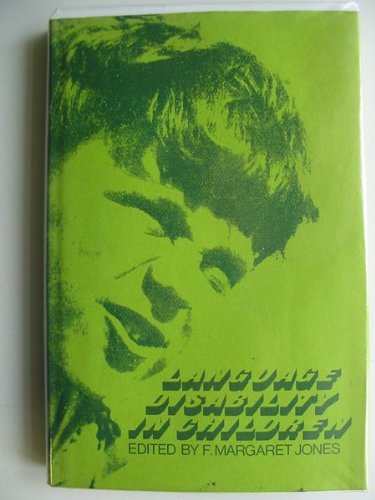 LANGUAGE
DISABILITY
IN CHILDREN
EDITED BY F. MARGARET JONES